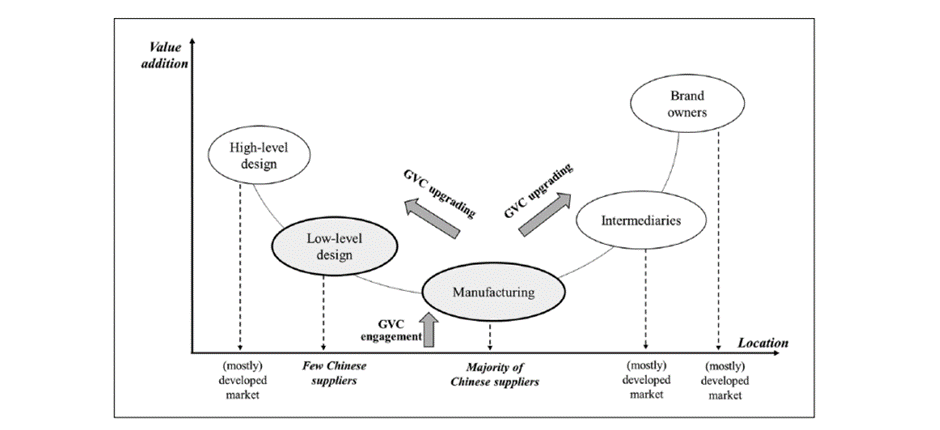 Value
addition
High-level
design
Low-level
design
GVC upgrading
GVC upgrading
Brand
owners
Intermediaries
Manufacturing
GVC
engagement
Location
(mostly)
developed
market
Few Chinese
suppliers
Majority of
Chinese suppliers
(mostly)
developed
market
(mostly)
developed
market